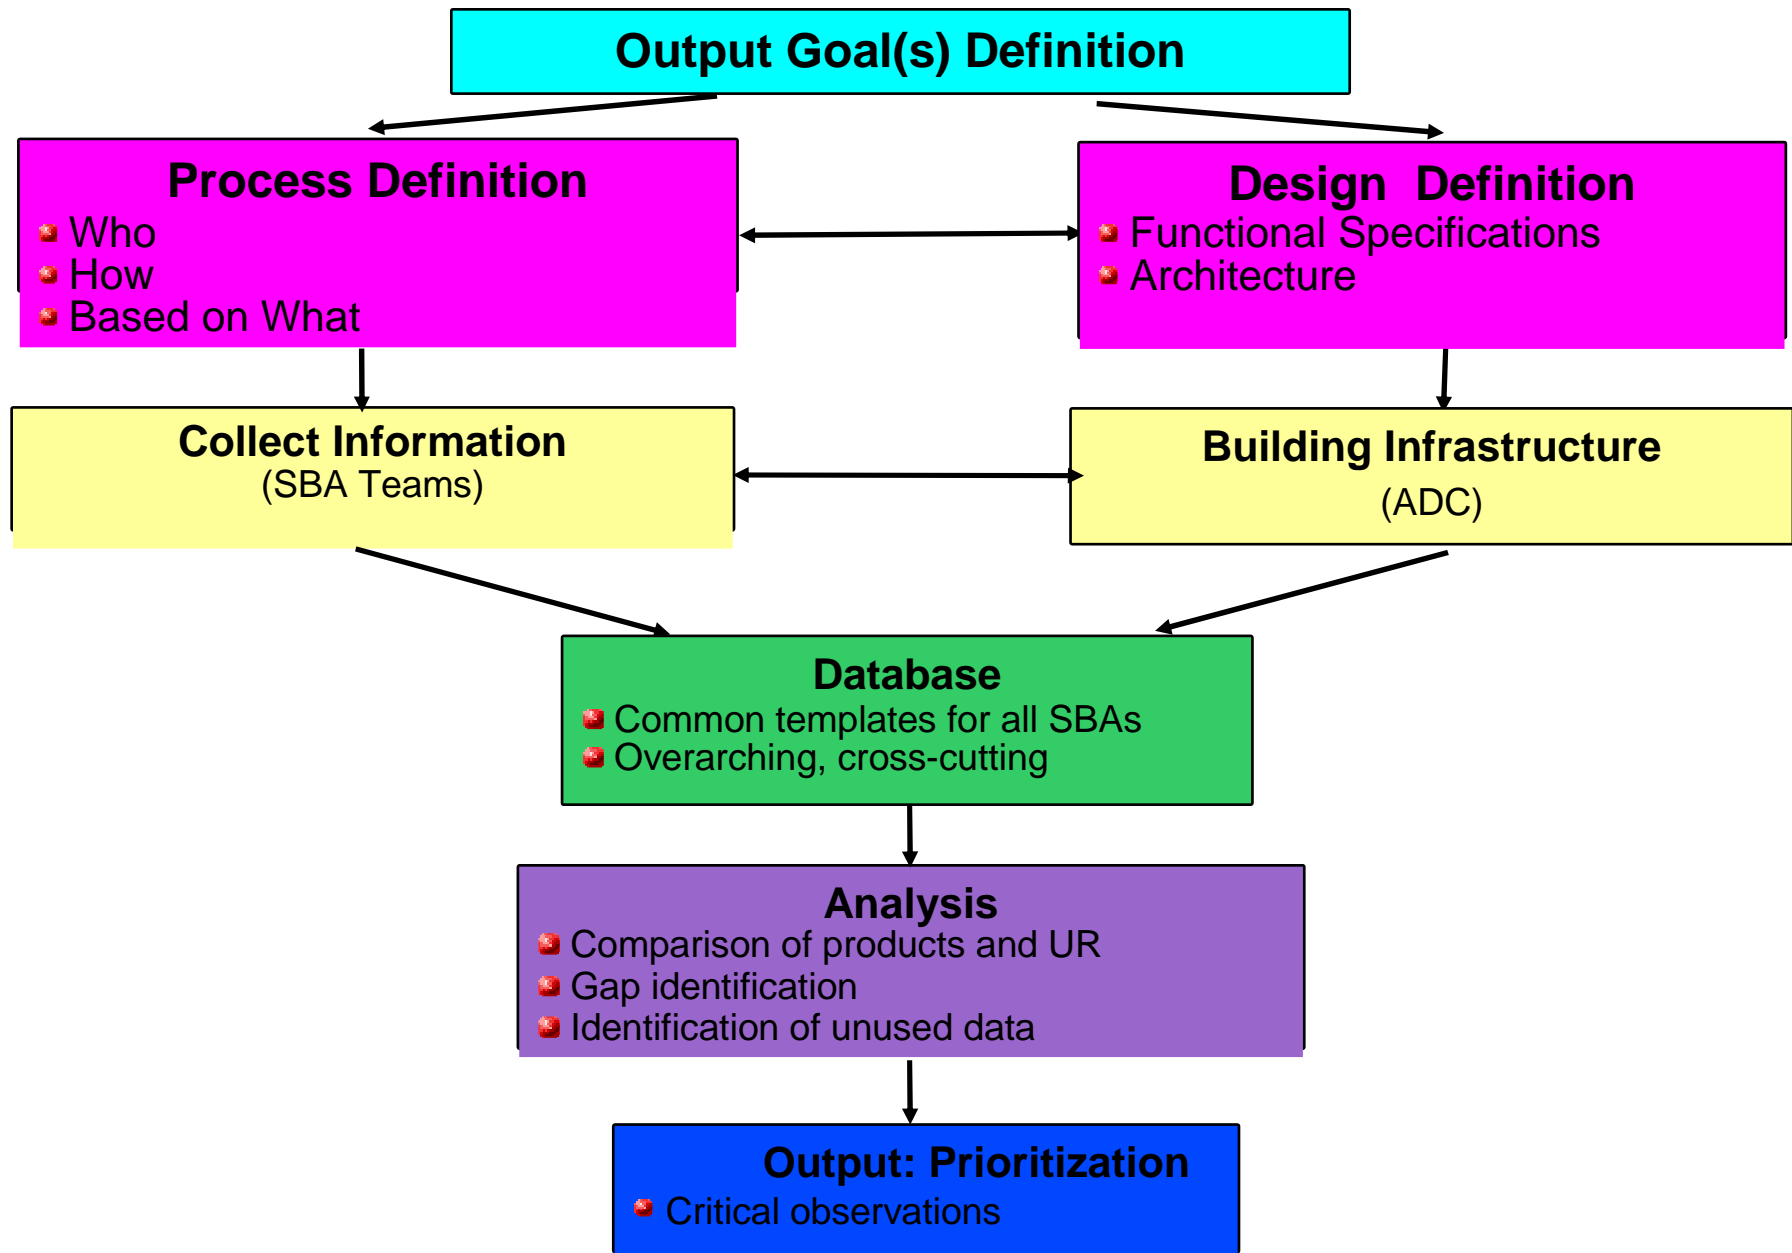 Output Goal(s) Definition
Process Definition
Who
How
Based on What
Design Definition
Functional Specifications
Architecture
Collect Information
(SBA Teams)
Building Infrastructure
(ADC)
Database
Common templates for all SBAs
Overarching, cross-cutting
Analysis
Comparison of products and UR
Gap identification
Identification of unused data
Output: Prioritization
Critical observations